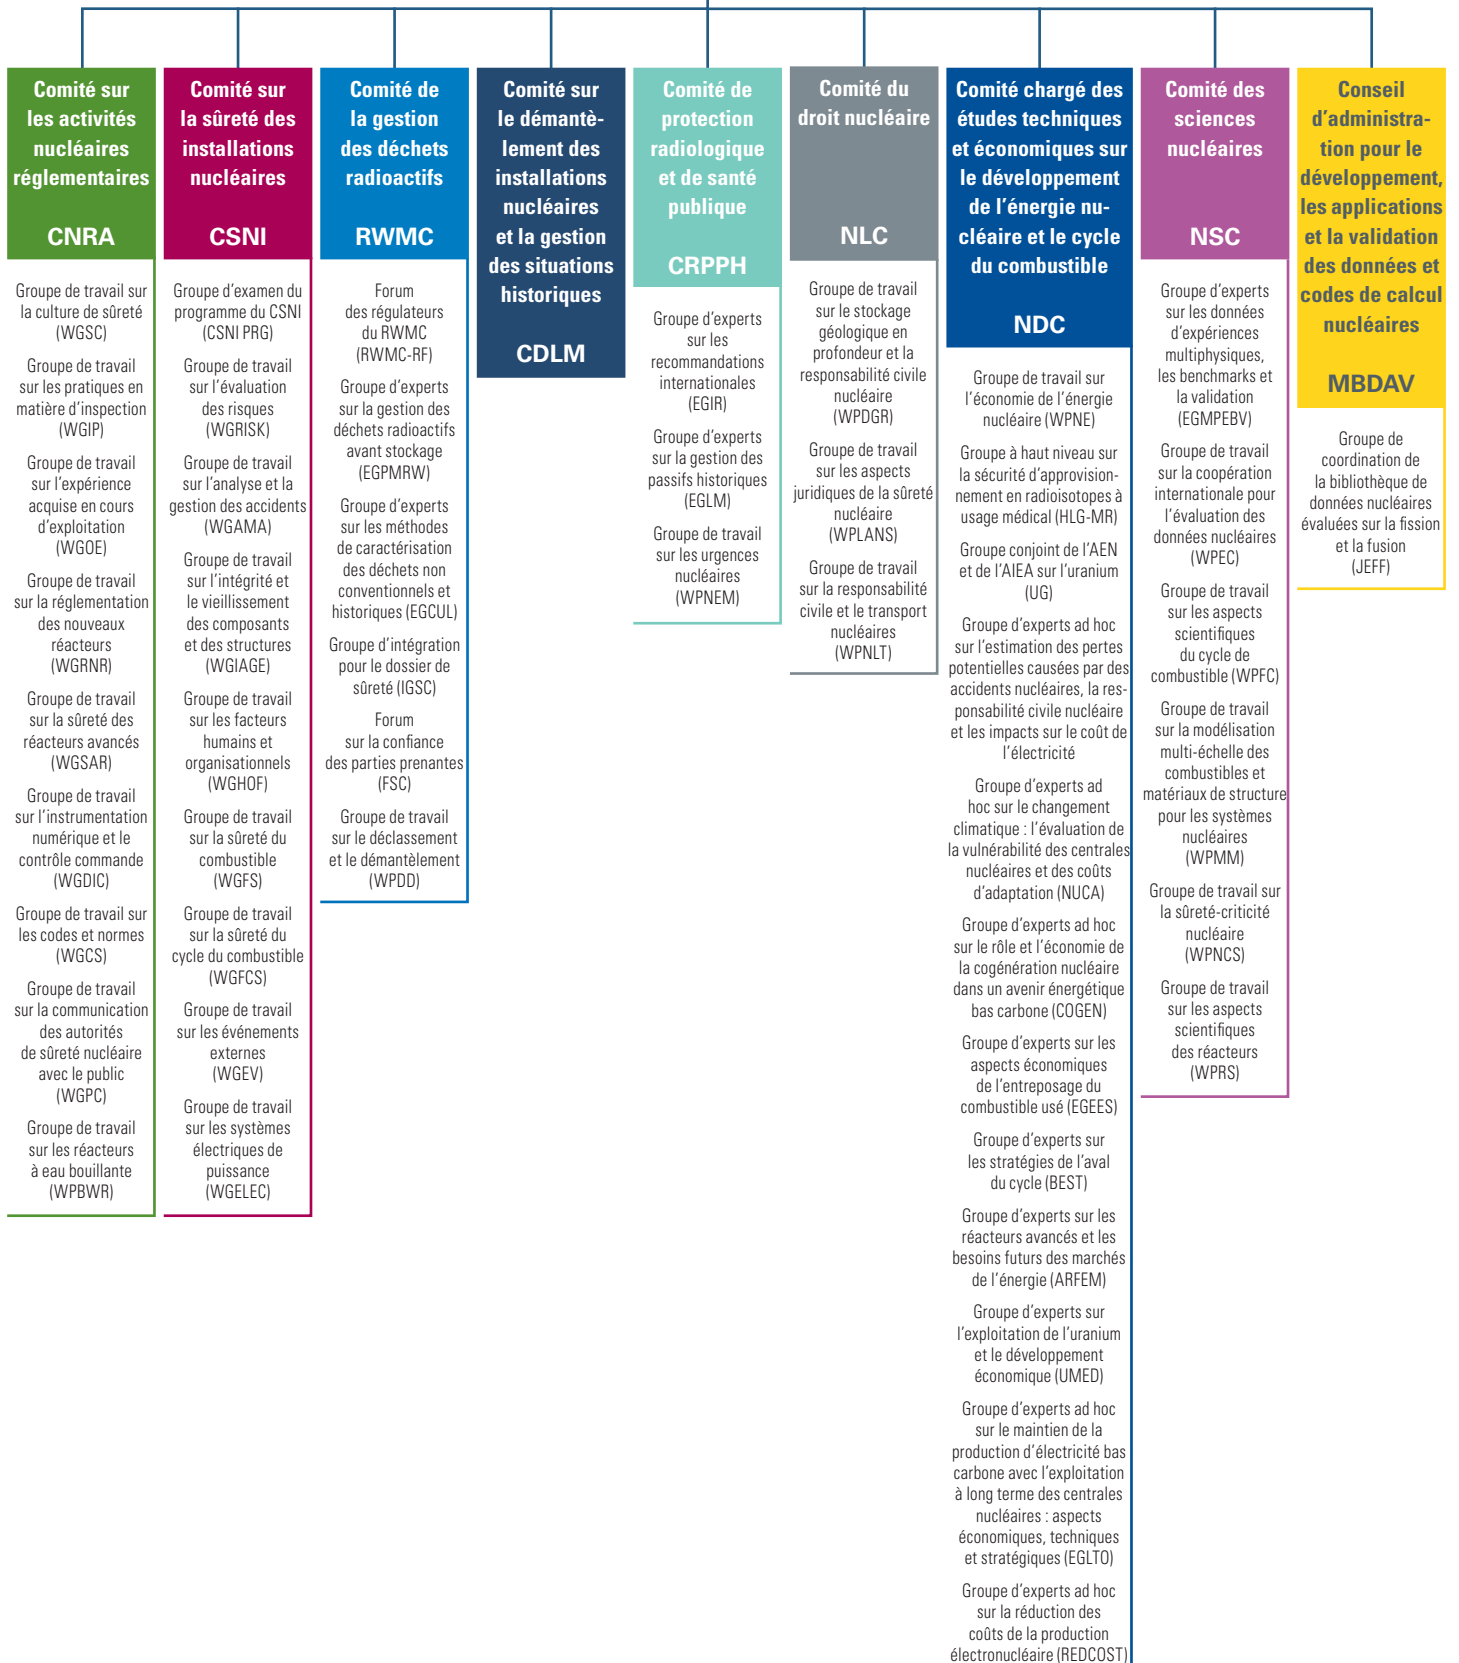 Comité sur
les activités
nucléaires
réglementaires
CNRA
Groupe de travail sur
la culture de sûreté
(WGSC)
Groupe de travail
sur les pratiques en
matière d'inspection
(WGIP)
Groupe de travail
sur l'expérience
acquise en cours
d'exploitation
(WGOE)
Groupe de travail
sur la réglementation
des nouveaux
réacteurs
(WGRNR)
Groupe de travail
sur la sûreté des
réacteurs avancés
(WGSAR)
Groupe de travail
sur l'instrumentation
numérique et le
contrôle commande
(WGDIC)
Groupe de travail sur
les codes et normes
(WGCS)
Groupe de travail
sur la communication
des autorités
de sûreté nucléaire
avec le public
(WGPC)
Groupe de travail
sur les réacteurs
à eau bouillante
(WPBWR)
Comité sur
la sûreté des
installations
nucléaires
CSNI
Groupe d'examen du
programme du CSNI
(CSNI PRG)
Groupe de travail
sur l'évaluation
des risques
(WGRISK)
Groupe de travail
sur l'analyse et la
gestion des accidents
(WGAMA)
Groupe de travail
sur l'intégrité et
le vieillissement
des composants
et des structures
(WGIAGE)
Groupe de travail
sur les facteurs
humains et
organisationnels
(WGHOF)
Groupe de travail
sur la sûreté du
combustible
(WGFS)
Groupe de travail
sur la sûreté du
cycle du combustible
(WGFCS)
Groupe de travail
sur les événements
externes
(WGEV)
Groupe de travail
sur les systèmes
électriques de
puissance
(WGELEC)
Comité de
la gestion
des déchets
radioactifs
RWMC
Forum
des régulateurs
du RWMC
(RWMC-RF)
Groupe d'experts
sur la gestion des
déchets radioactifs
avant stockage
(EGPMRW)
Groupe d'experts
sur les méthodes
de caractérisation
des déchets non
conventionnels et
historiques (EGCUL)
Groupe d'intégration
pour le dossier de
sûreté (IGSC)
Forum
sur la confiance
des parties prenantes
(FSC)
Groupe de travail
sur le déclassement
et le démantèlement
(WPDD)
Comité sur
le démantè-
lement des
installations
nucléaires
et la gestion
des situations
historiques
CDLM
Comité de
protection
radiologique
et de santé
publique
CRPPH
Groupe d'experts
sur les
recommandations
internationales
(EGIR)
Groupe d'experts
sur la gestion des
passifs historiques
(EGLM)
Groupe de travail
sur les urgences
nucléaires
(WPNEM)
Comité du
droit nucléaire
NLC
Groupe de travail
sur le stockage
géologique en
profondeur et la
responsabilité civile
nucléaire
(WPDGR)
Groupe de travail
sur les aspects
juridiques de la sûreté
nucléaire
(WPLANS)
Groupe de travail
sur la responsabilité
civile et le transport
nucléaires
(WPNLT)
Comité chargé des
études techniques
et économiques sur
le développement
de l'énergie nu-
cléaire et le cycle
du combustible
NDC
Groupe de travail sur
l'économie de l'énergie
nucléaire (WPNE)
Groupe à haut niveau sur
la sécurité d'approvision-
nement en radioisotopes à
usage médical (HLG-MR)
Groupe conjoint de l'AEN
et de l'AIEA sur l'uranium
(UG)
Groupe d'experts ad hoc
sur l'estimation des pertes
potentielles causées par des
accidents nucléaires, la res-
ponsabilité civile nucléaire
et les impacts sur le coût de
l'électricité
Groupe d'experts ad
hoc sur le changement
climatique : l'évaluation de
la vulnérabilité des centrales
nucléaires et des coûts
d'adaptation (NUCA)
Groupe d'experts ad hoc
sur le rôle et l'économie de
la cogénération nucléaire
dans un avenir énergétique
bas carbone (COGEN)
Groupe d'experts sur les
aspects économiques
de l'entreposage du
combustible usé (EGEES)
Groupe d'experts sur
les stratégies de l'aval
du cycle (BEST)
Groupe d'experts sur les
réacteurs avancés et les
besoins futurs des marchés
de l'énergie (ARFEM)
Groupe d'experts sur
l'exploitation de l'uranium
et le développement
économique (UMED)
Groupe d'experts ad hoc
sur le maintien de la
production d'électricité bas
carbone avec l'exploitation
à long terme des centrales
nucléaires : aspects
économiques, techniques
et stratégiques (EGLTO)
Groupe d'experts ad hoc
sur la réduction des
coûts de la production
électronucléaire (REDCOST)
Comité des
sciences
nucléaires
NSC
Groupe d'experts
sur les données
d'expériences
multiphysiques,
les benchmarks et
la validation
(EGMPEBV)
Groupe de travail
sur la coopération
internationale pour
l'évaluation des
données nucléaires
(WPEC)
Groupe de travail
sur les aspects
scientifiques
du cycle de
combustible (WPFC)
Groupe de travail
sur la modélisation
multi-échelle des
combustibles et
matériaux de structure
pour les systèmes
nucléaires
(WPMM)
Groupe de travail sur
la sûreté-criticité
nucléaire
(WPNCS)
Groupe de travail
sur les aspects
scientifiques
des réacteurs
(WPRS)
Conseil
d'administra-
tion pour le
développement,
les applications
et la validation
des données et
codes de calcul
nucléaires
MBDAV
Groupe de
coordination de
la bibliothèque de
données nucléaires
évaluées sur la fission
et la fusion
(JEFF)